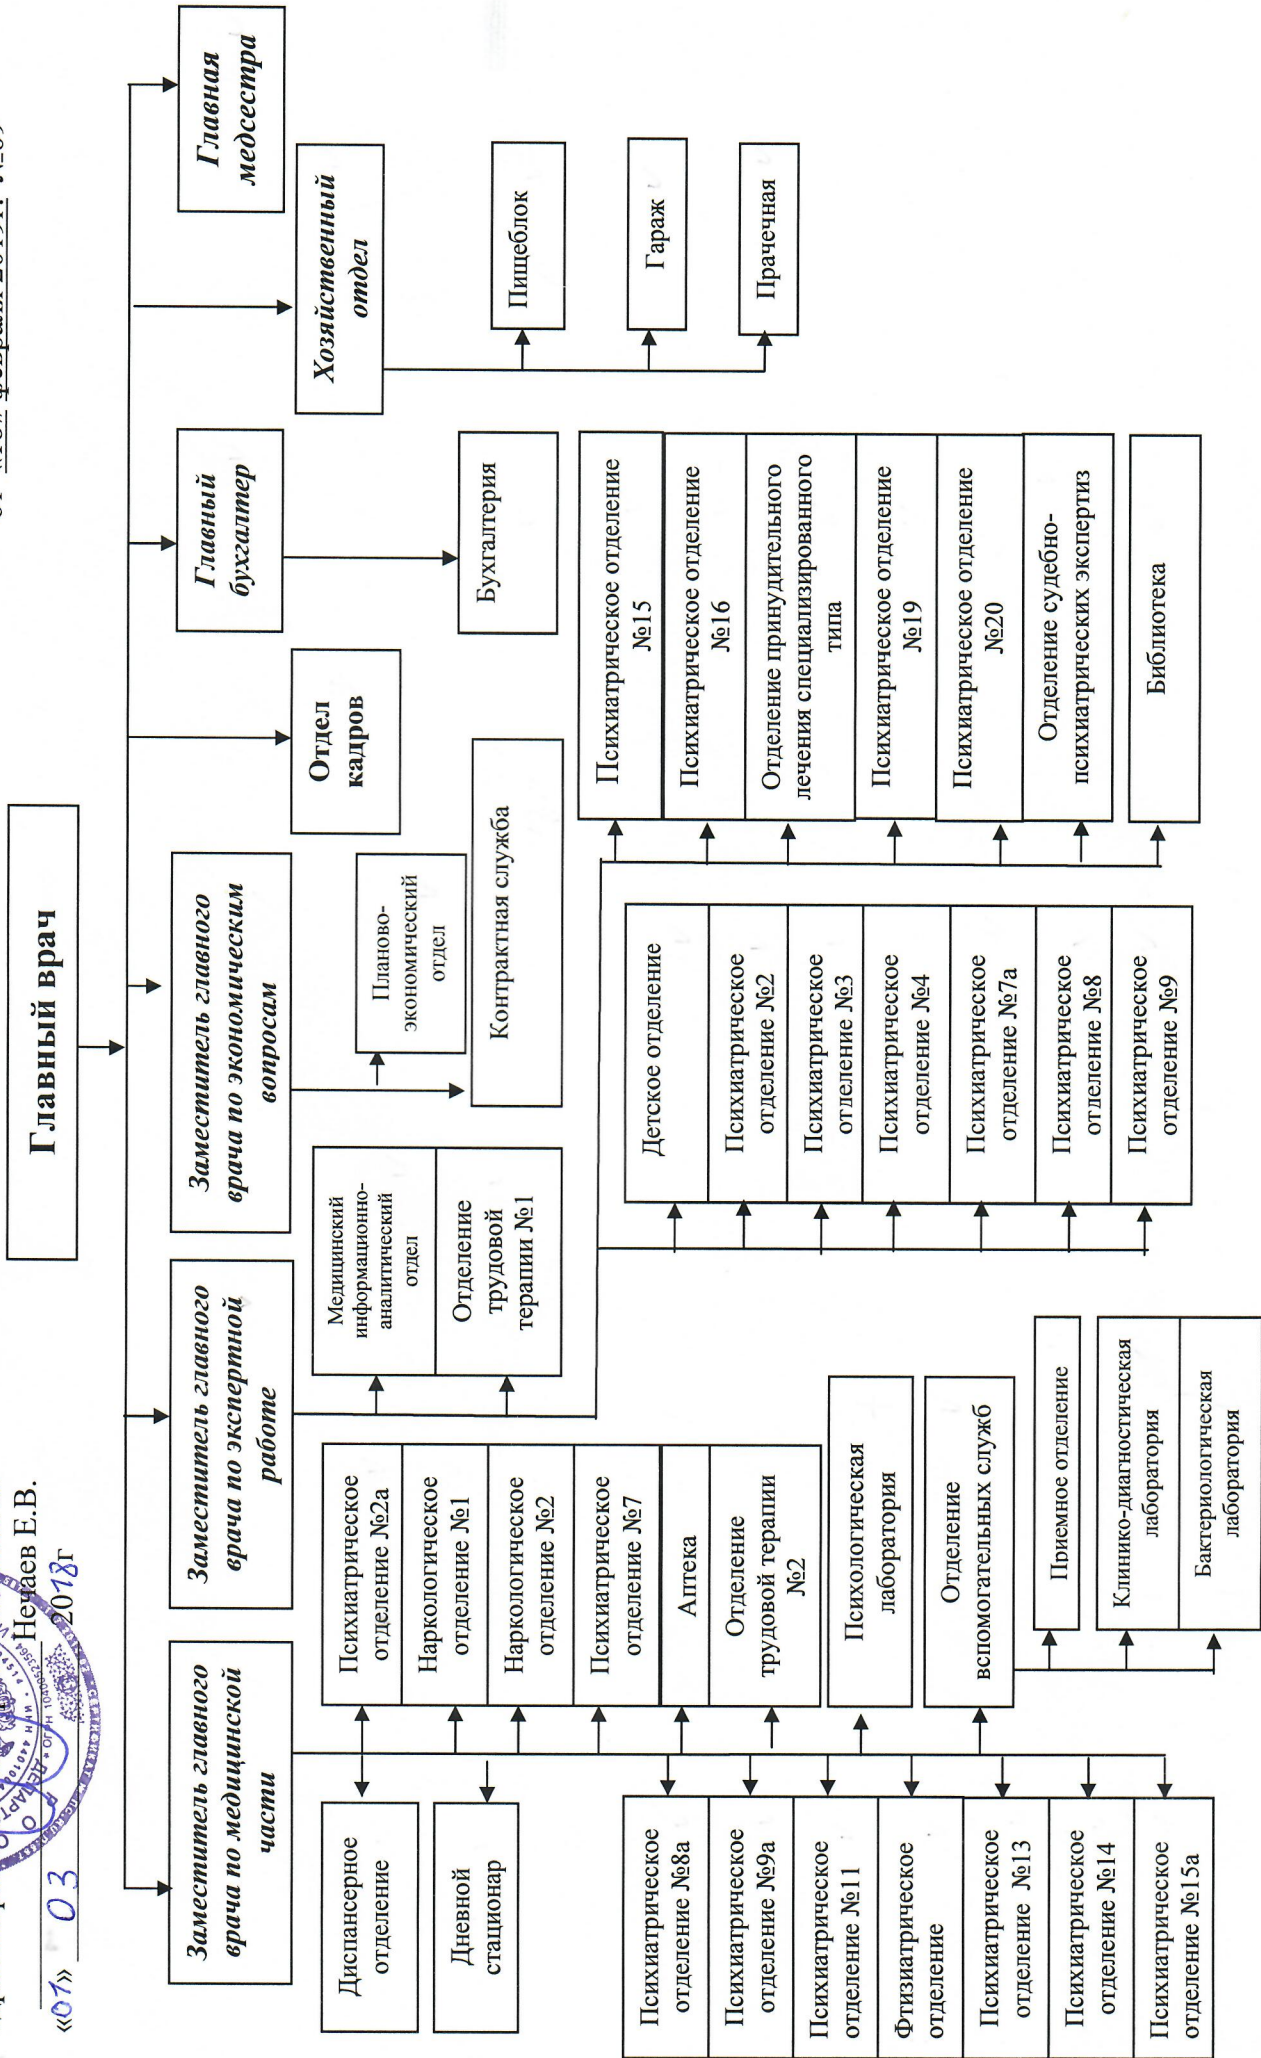 Нечаев Е.В.
«01» 03 2018г
Главный врач
Заместитель главного
врача по медицинской
части
Заместитель главного
врача по экспертной
работе
Заместитель главного
врача по экономическим
вопросам
Отдел
кадров
Главный
бухгалтер
Хозяйственный
отдел
Главная
медсестра
Диспансерное
отделение
Дневной
стационар
Психиатрическое
отделение №8а
Психиатрическое
отделение №9а
Психиатрическое
отделение №11
Фтизиатрическое
отделение
Психиатрическое
отделение №13
Психиатрическое
отделение №14
Психиатрическое
отделение №15а
Психиатрическое
отделение №2а
Наркологическое
отделение №1
Наркологическое
отделение №2
Психиатрическое
отделение №7
Аптека
Отделение
трудовой терапии
№2
Психологическая
лаборатория
Отделение
вспомогательных служб
Приемное отделение
Клинико-диагностическая
лаборатория
Бактериологическая
лаборатория
Медицинский
информационно-
аналитический
отдел
Отделение
трудовой
терапии №1
Детское отделение
Психиатрическое
отделение №2
Психиатрическое
отделение №3
Психиатрическое
отделение №4
Психиатрическое
отделение №7а
Психиатрическое
отделение №8
Психиатрическое
отделение №9
Психиатрическое отделение
№15
Психиатрическое отделение
№16
Отделение принудительного
лечения специализированного
типа
Психиатрическое отделение
№19
Психиатрическое отделение
№20
Отделение судебно-
психиатрических экспертиз
Библиотека
Планово-
экономический
отдел
Контрактная служба
Бухгалтерия
Пищеблок
Гараж
Прачечная